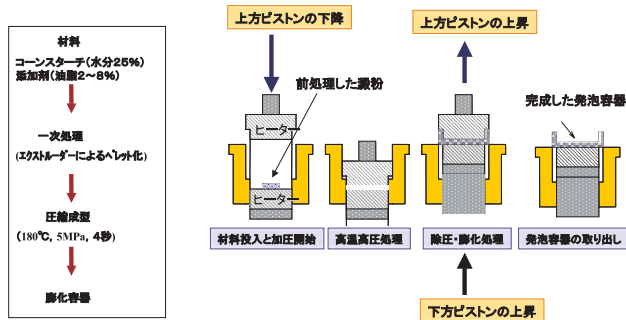 材料
コーンスターチ(水分25%)
添加剤(油脂2～8%)
一次処理
(エクストルーダーによるペレット化)
圧縮成型
(180℃, 5MPa, 4秒)
膨化容器
上方ピストンの下降
上方ピストンの上昇
前処理した澱粉
完成した発泡容器
ヒーター
ヒーター
材料投入と加圧開始
高温高圧処理
除圧・膨化処理
発泡容器の取り出し
下方ピストンの上昇